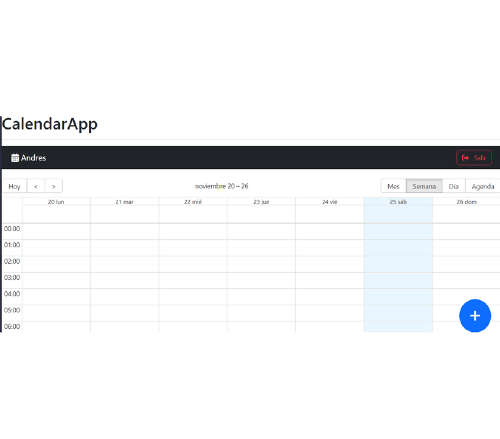 CalendarApp
Andres
Salir
Hoy < > noviembre 20 – 26 Mes Semana Día Agenda
20 lun 21 mar 22 mié 23 jue 24 vie 25 sáb 26 dom
00:00
01:00
02:00
03:00
04:00
05:00
06:00
+